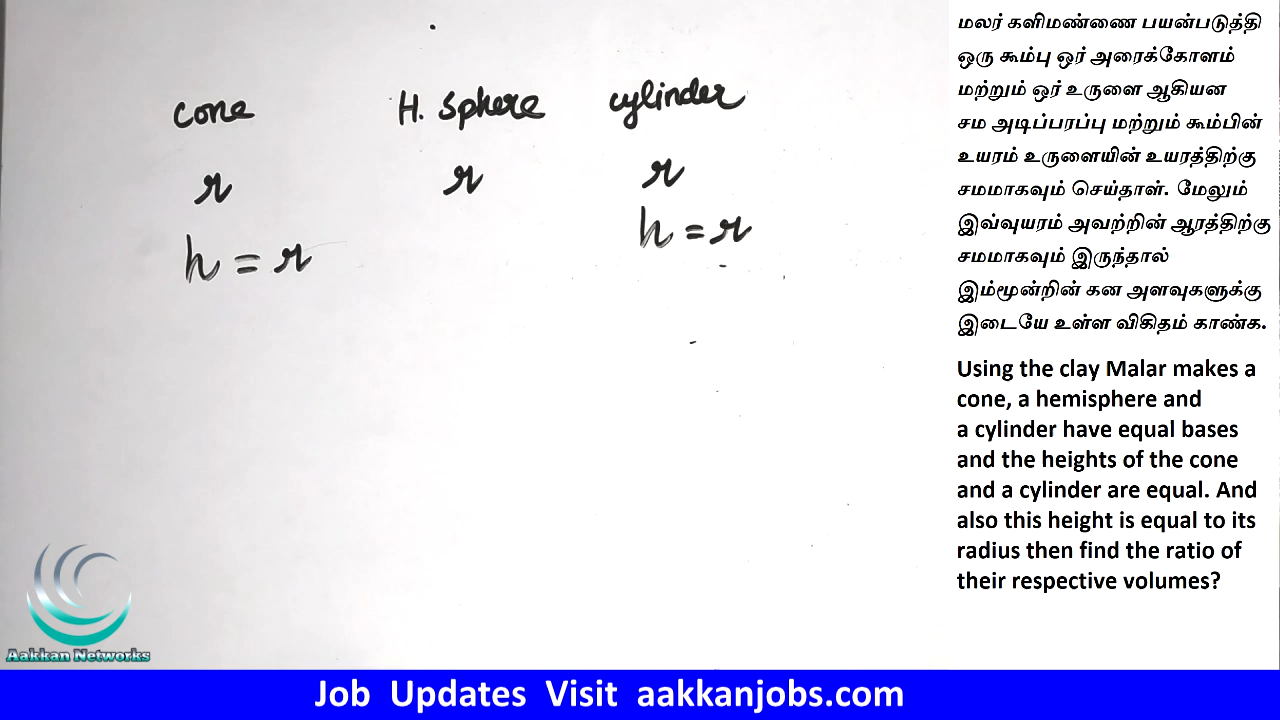 cone H. Sphere cylinder
r r r
h = r h = r
மலர் களிமண்ணை பயன்படுத்தி
ஒரு கூம்பு ஓர் அரைக்கோளம்
மற்றும் ஓர் உருளை ஆகியன
சம அடிப்பரப்பு மற்றும் கூம்பின்
உயரம் உருளையின் உயரத்திற்கு
சமமாகவும் செய்தாள். மேலும்
இவ்வுயரம் அவற்றின் ஆரத்திற்கு
சமமாகவும் இருந்தால்
இம்மூன்றின் கன அளவுகளுக்கு
இடையே உள்ள விகிதம் காண்க.
Using the clay Malar makes a
cone, a hemisphere and
a cylinder have equal bases
and the heights of the cone
and a cylinder are equal. And
also this height is equal to its
radius then find the ratio of
their respective volumes?
Aakkan Networks
Job Updates Visit aakkanjobs.com